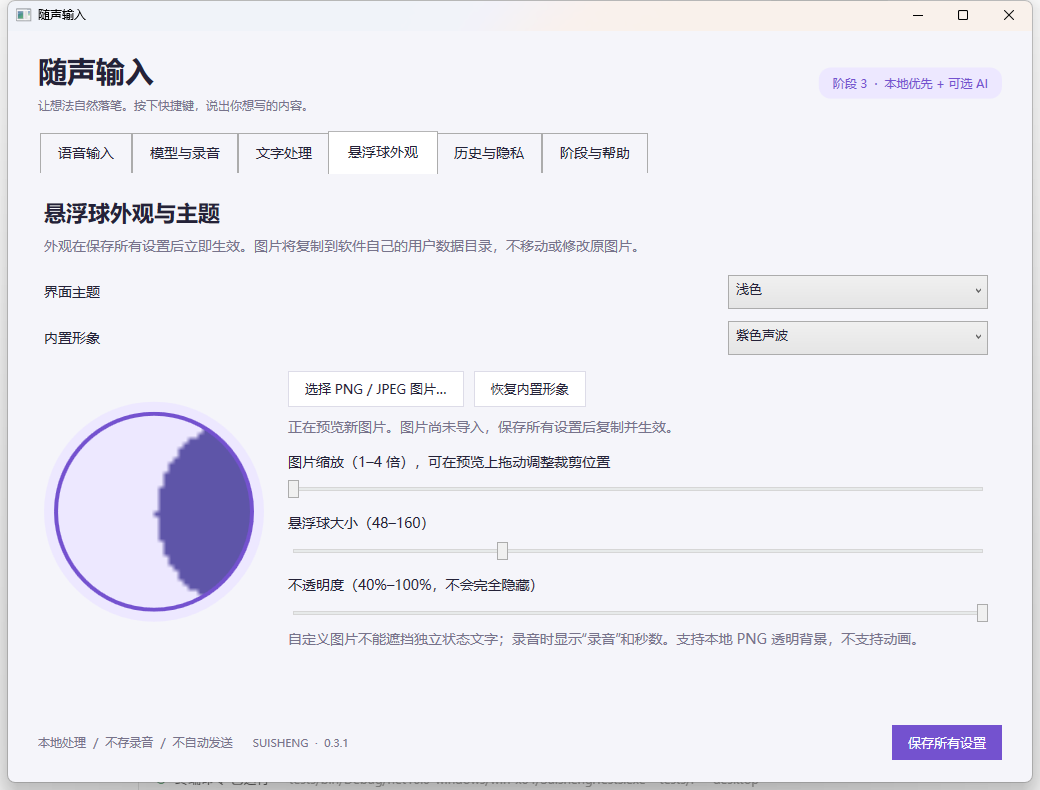 随声输入
随声输入
让想法自然落笔。按下快捷键，说出你想写的内容。
阶段 3 · 本地优先 + 可选 AI
语音输入 模型与录音 文字处理 悬浮球外观 历史与隐私 阶段与帮助
悬浮球外观与主题
外观在保存所有设置后立即生效。图片将复制到软件自己的用户数据目录，不移动或修改原图片。
界面主题 浅色
内置形象 紫色声波
选择 PNG / JPEG 图片... 恢复内置形象
正在预览新图片。图片尚未导入，保存所有设置后复制并生效。
图片缩放（1–4 倍），可在预览上拖动调整裁剪位置
悬浮球大小（48–160）
不透明度（40%–100%，不会完全隐藏）
自定义图片不能遮挡独立状态文字；录音时显示“录音”和秒数。支持本地 PNG 透明背景，不支持动画。
本地处理 / 不存录音 / 不自动发送 SUISHENG · 0.3.1
保存所有设置